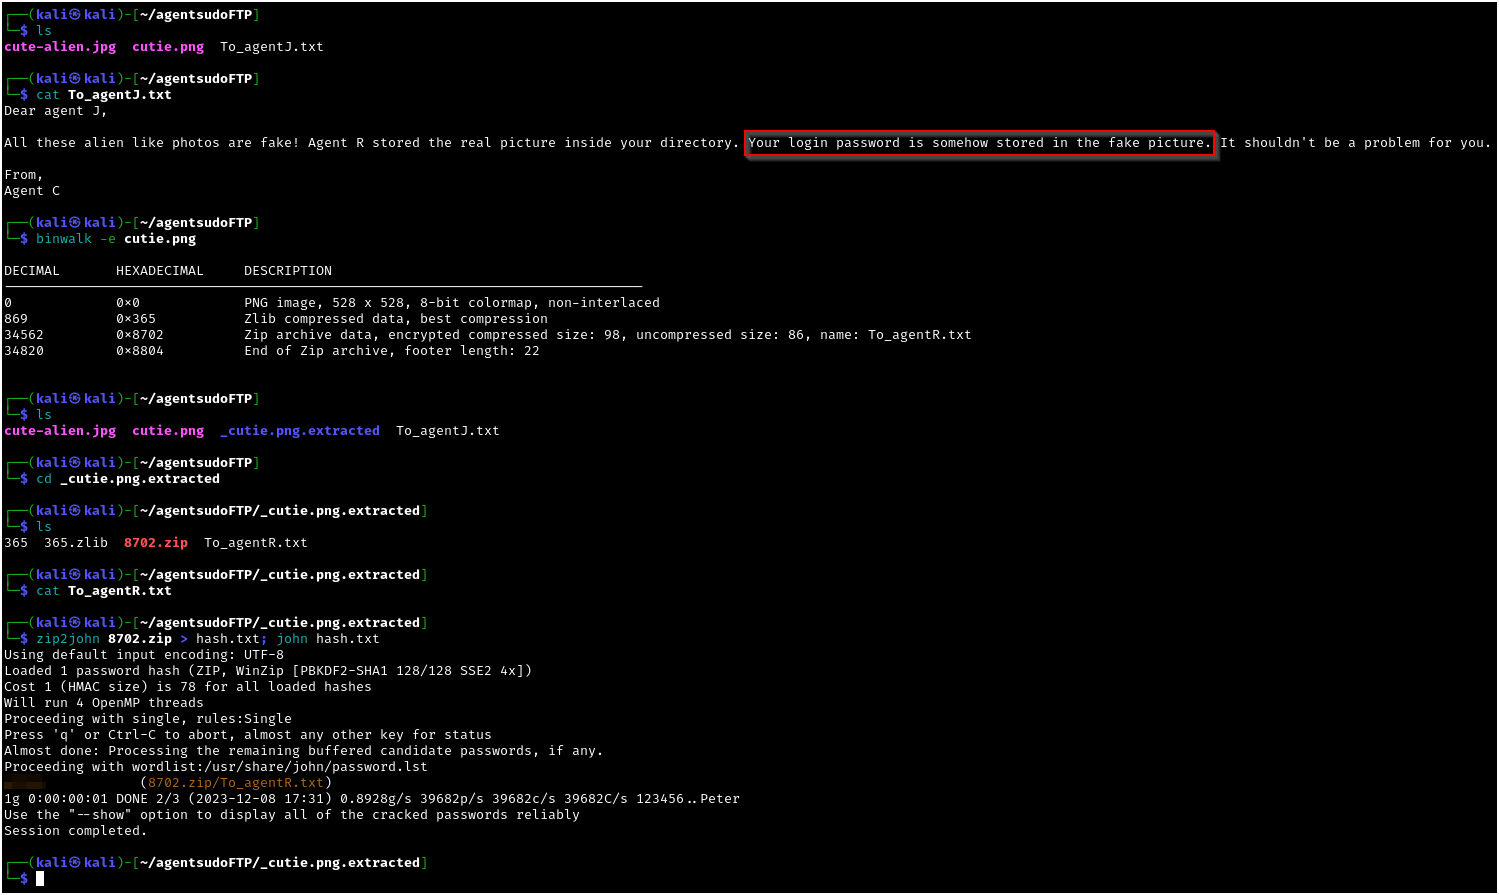 ┌──(kali㉿kali)-[~/agentsudoFTP]
└─$ ls
cute-alien.jpg  cutie.png  To_agentJ.txt
┌──(kali㉿kali)-[~/agentsudoFTP]
└─$ cat To_agentJ.txt
Dear agent J,
All these alien like photos are fake! Agent R stored the real picture inside your directory. Your login password is somehow stored in the fake picture. It shouldn't be a problem for you.
From,
Agent C
┌──(kali㉿kali)-[~/agentsudoFTP]
└─$ binwalk -e cutie.png
DECIMAL       HEXADECIMAL     DESCRIPTION
0             0×0             PNG image, 528 x 528, 8-bit colormap, non-interlaced
869           0×365           Zlib compressed data, best compression
34562         0×8702          Zip archive data, encrypted compressed size: 98, uncompressed size: 86, name: To_agentR.txt
34820         0×8804          End of Zip archive, footer length: 22
┌──(kali㉿kali)-[~/agentsudoFTP]
└─$ ls
cute-alien.jpg  cutie.png  _cutie.png.extracted  To_agentJ.txt
┌──(kali㉿kali)-[~/agentsudoFTP]
└─$ cd _cutie.png.extracted
┌──(kali㉿kali)-[~/agentsudoFTP/_cutie.png.extracted]
└─$ ls
365  365.zlib  8702.zip  To_agentR.txt
┌──(kali㉿kali)-[~/agentsudoFTP/_cutie.png.extracted]
└─$ cat To_agentR.txt
┌──(kali㉿kali)-[~/agentsudoFTP/_cutie.png.extracted]
└─$ zip2john 8702.zip > hash.txt; john hash.txt
Using default input encoding: UTF-8
Loaded 1 password hash (ZIP, WinZip [PBKDF2-SHA1 128/128 SSE2 4x])
Cost 1 (HMAC size) is 78 for all loaded hashes
Will run 4 OpenMP threads
Proceeding with single, rules:Single
Press 'q' or Ctrl-C to abort, almost any other key for status
Almost done: Processing the remaining buffered candidate passwords, if any.
Proceeding with wordlist:/usr/share/john/password.lst
(8702.zip/To_agentR.txt)
1g 0:00:00:01 DONE 2/3 (2023-12-08 17:31) 0.8928g/s 39682p/s 39682c/s 39682C/s 123456..Peter
Use the "--show" option to display all of the cracked passwords reliably
Session completed.
┌──(kali㉿kali)-[~/agentsudoFTP/_cutie.png.extracted]
└─$